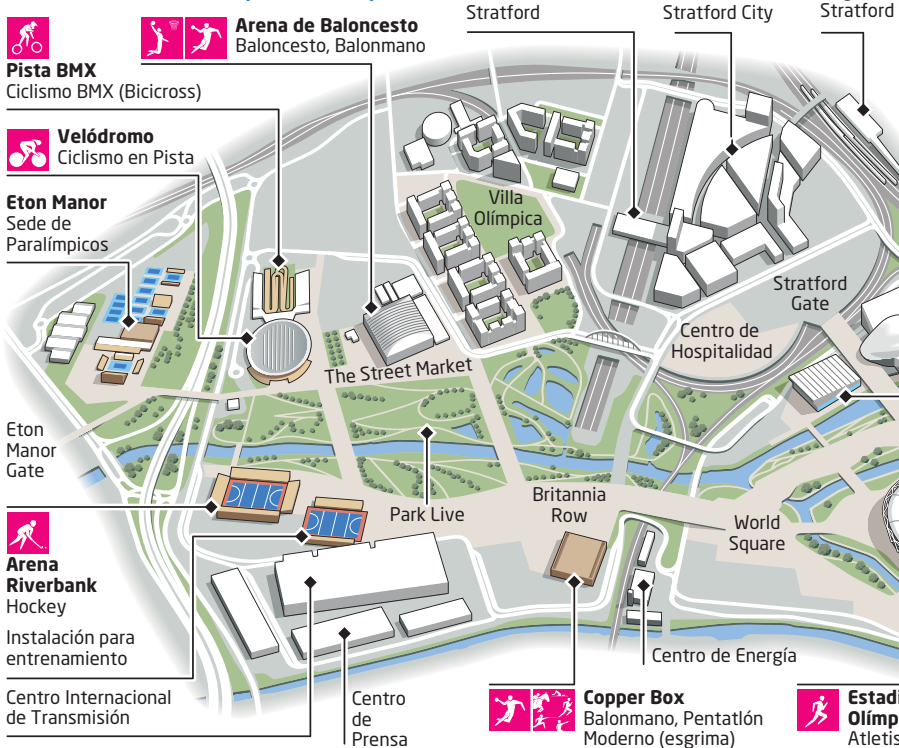 Stratford
Stratford City
Stratford
Arena de Baloncesto
Baloncesto, Balonmano
Pista BMX
Ciclismo BMX (Bicicross)
Velódromo
Ciclismo en Pista
Eton Manor
Sede de
Paralímpicos
Villa
Olímpica
Stratford
Gate
Centro de
Hospitalidad
The Street Market
Eton
Manor
Gate
Park Live
Britannia
Row
World
Square
Arena
Riverbank
Hockey
Instalación para
entrenamiento
Centro Internacional
de Transmisión
Centro
de
Prensa
Centro de Energía
Copper Box
Balonmano, Pentatlón
Moderno (esgrima)